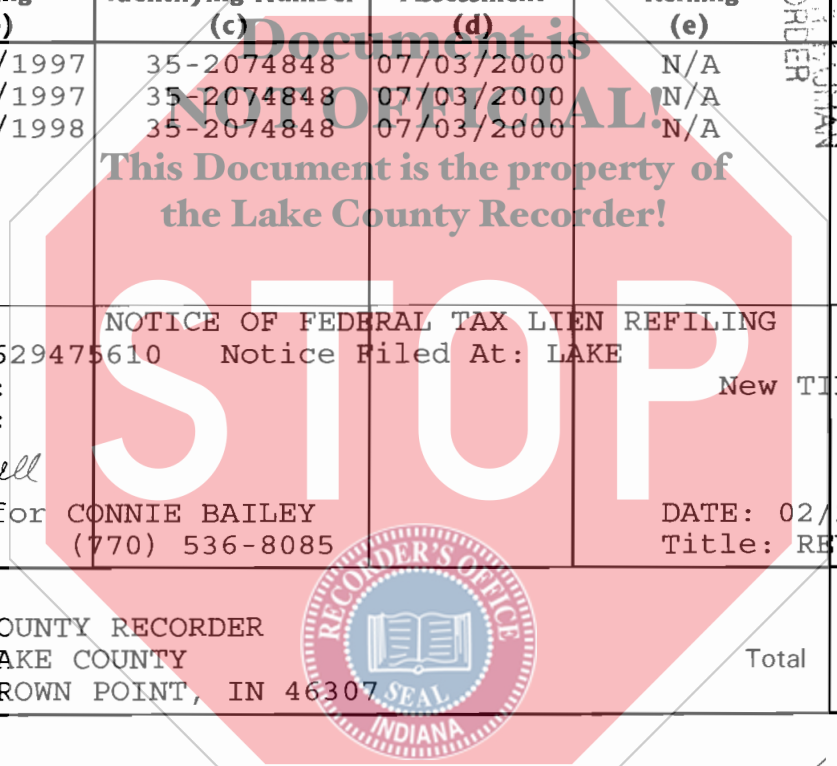 (c) (d) (e)
Document is
/1997 35-2074848 07/03/2000 N/A
/1997 35-2074848 07/03/2000 N/A
NOT OFFICIAL!
/1998 35-2074848 07/03/2000 N/A
This Document is the property of
the Lake County Recorder!
STOP
NOTICE OF FEDERAL TAX LIEN REFILING
529475610 Notice Filed At: LAKE
New
for CONNIE BAILEY DATE: 02/
(770) 536-8085 Title:
RECORDER'S OFFICE
SEAL
INDIANA
OUNTY RECORDER
AKE COUNTY Total
ROWN POINT, IN 46307